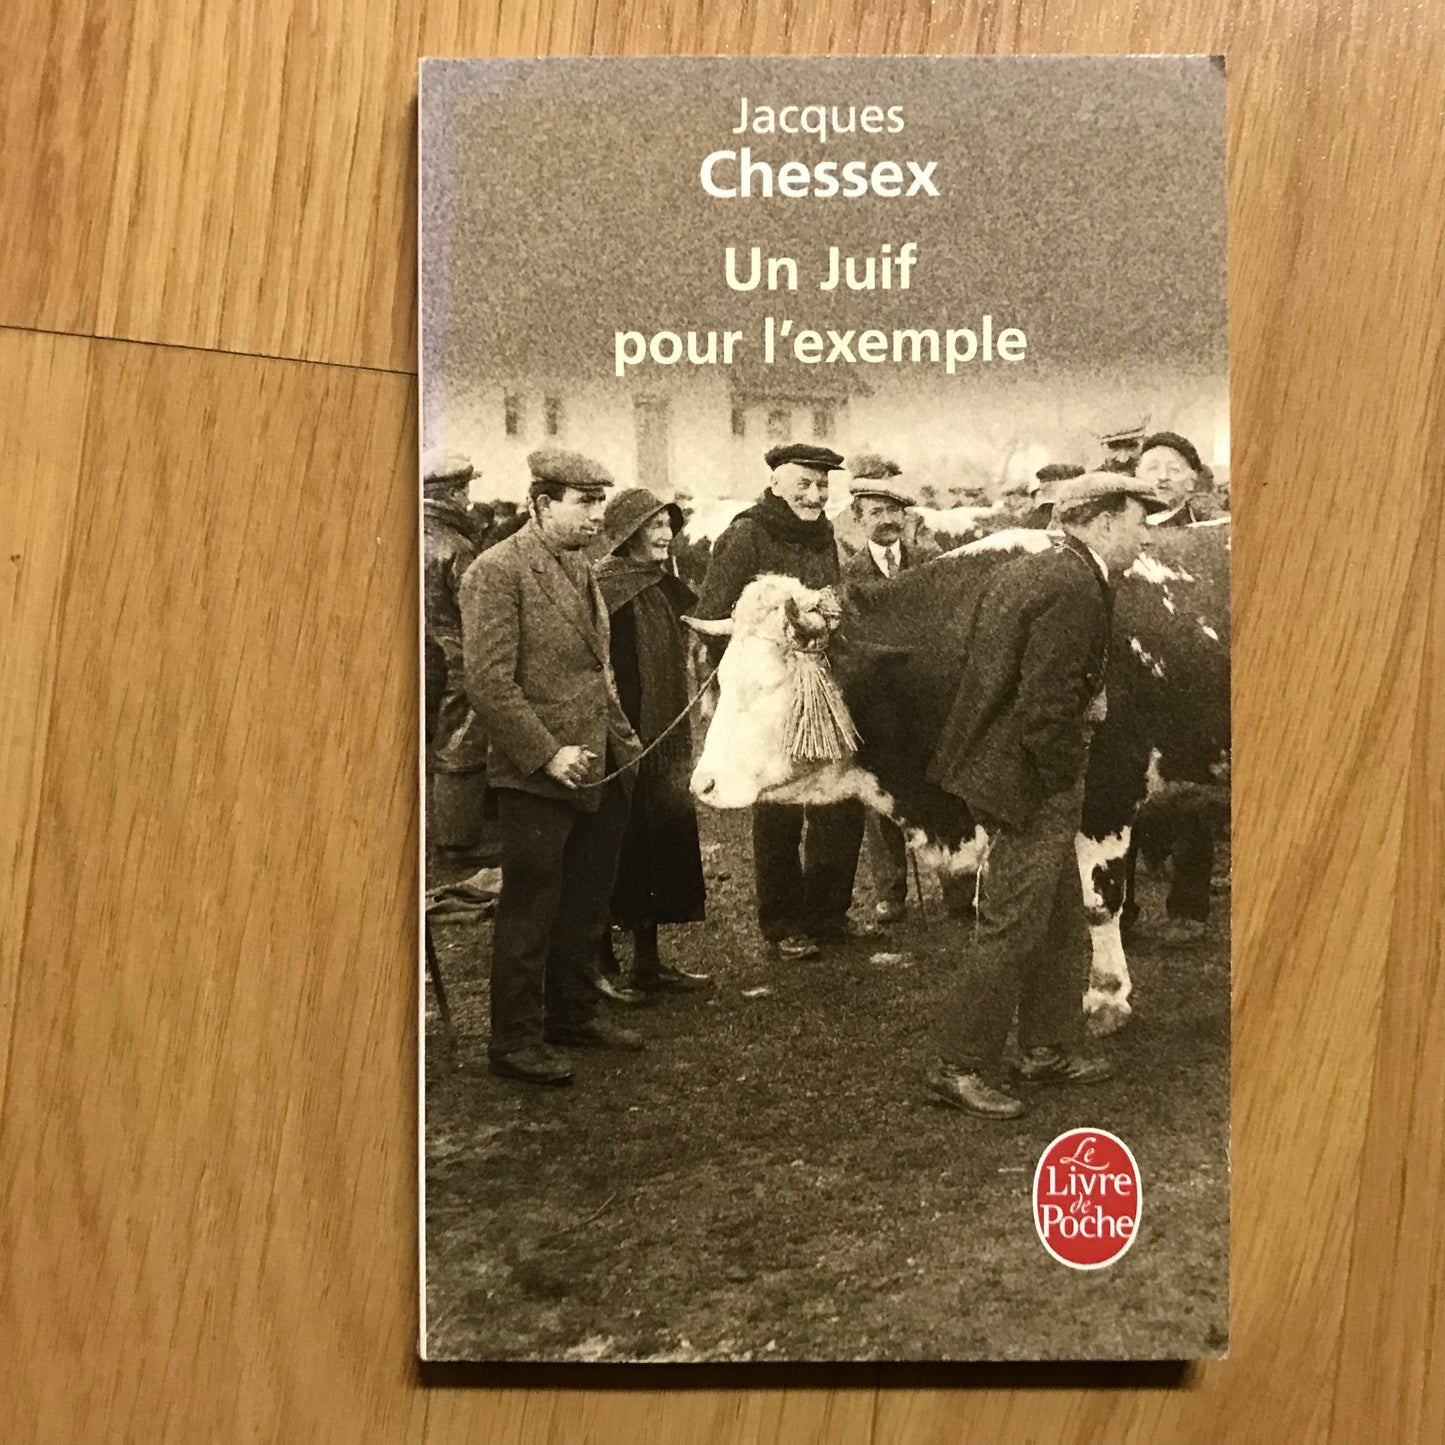 Jacques
Chessex
Un Juif
pour l'exemple
Le
Livre
de
Poche